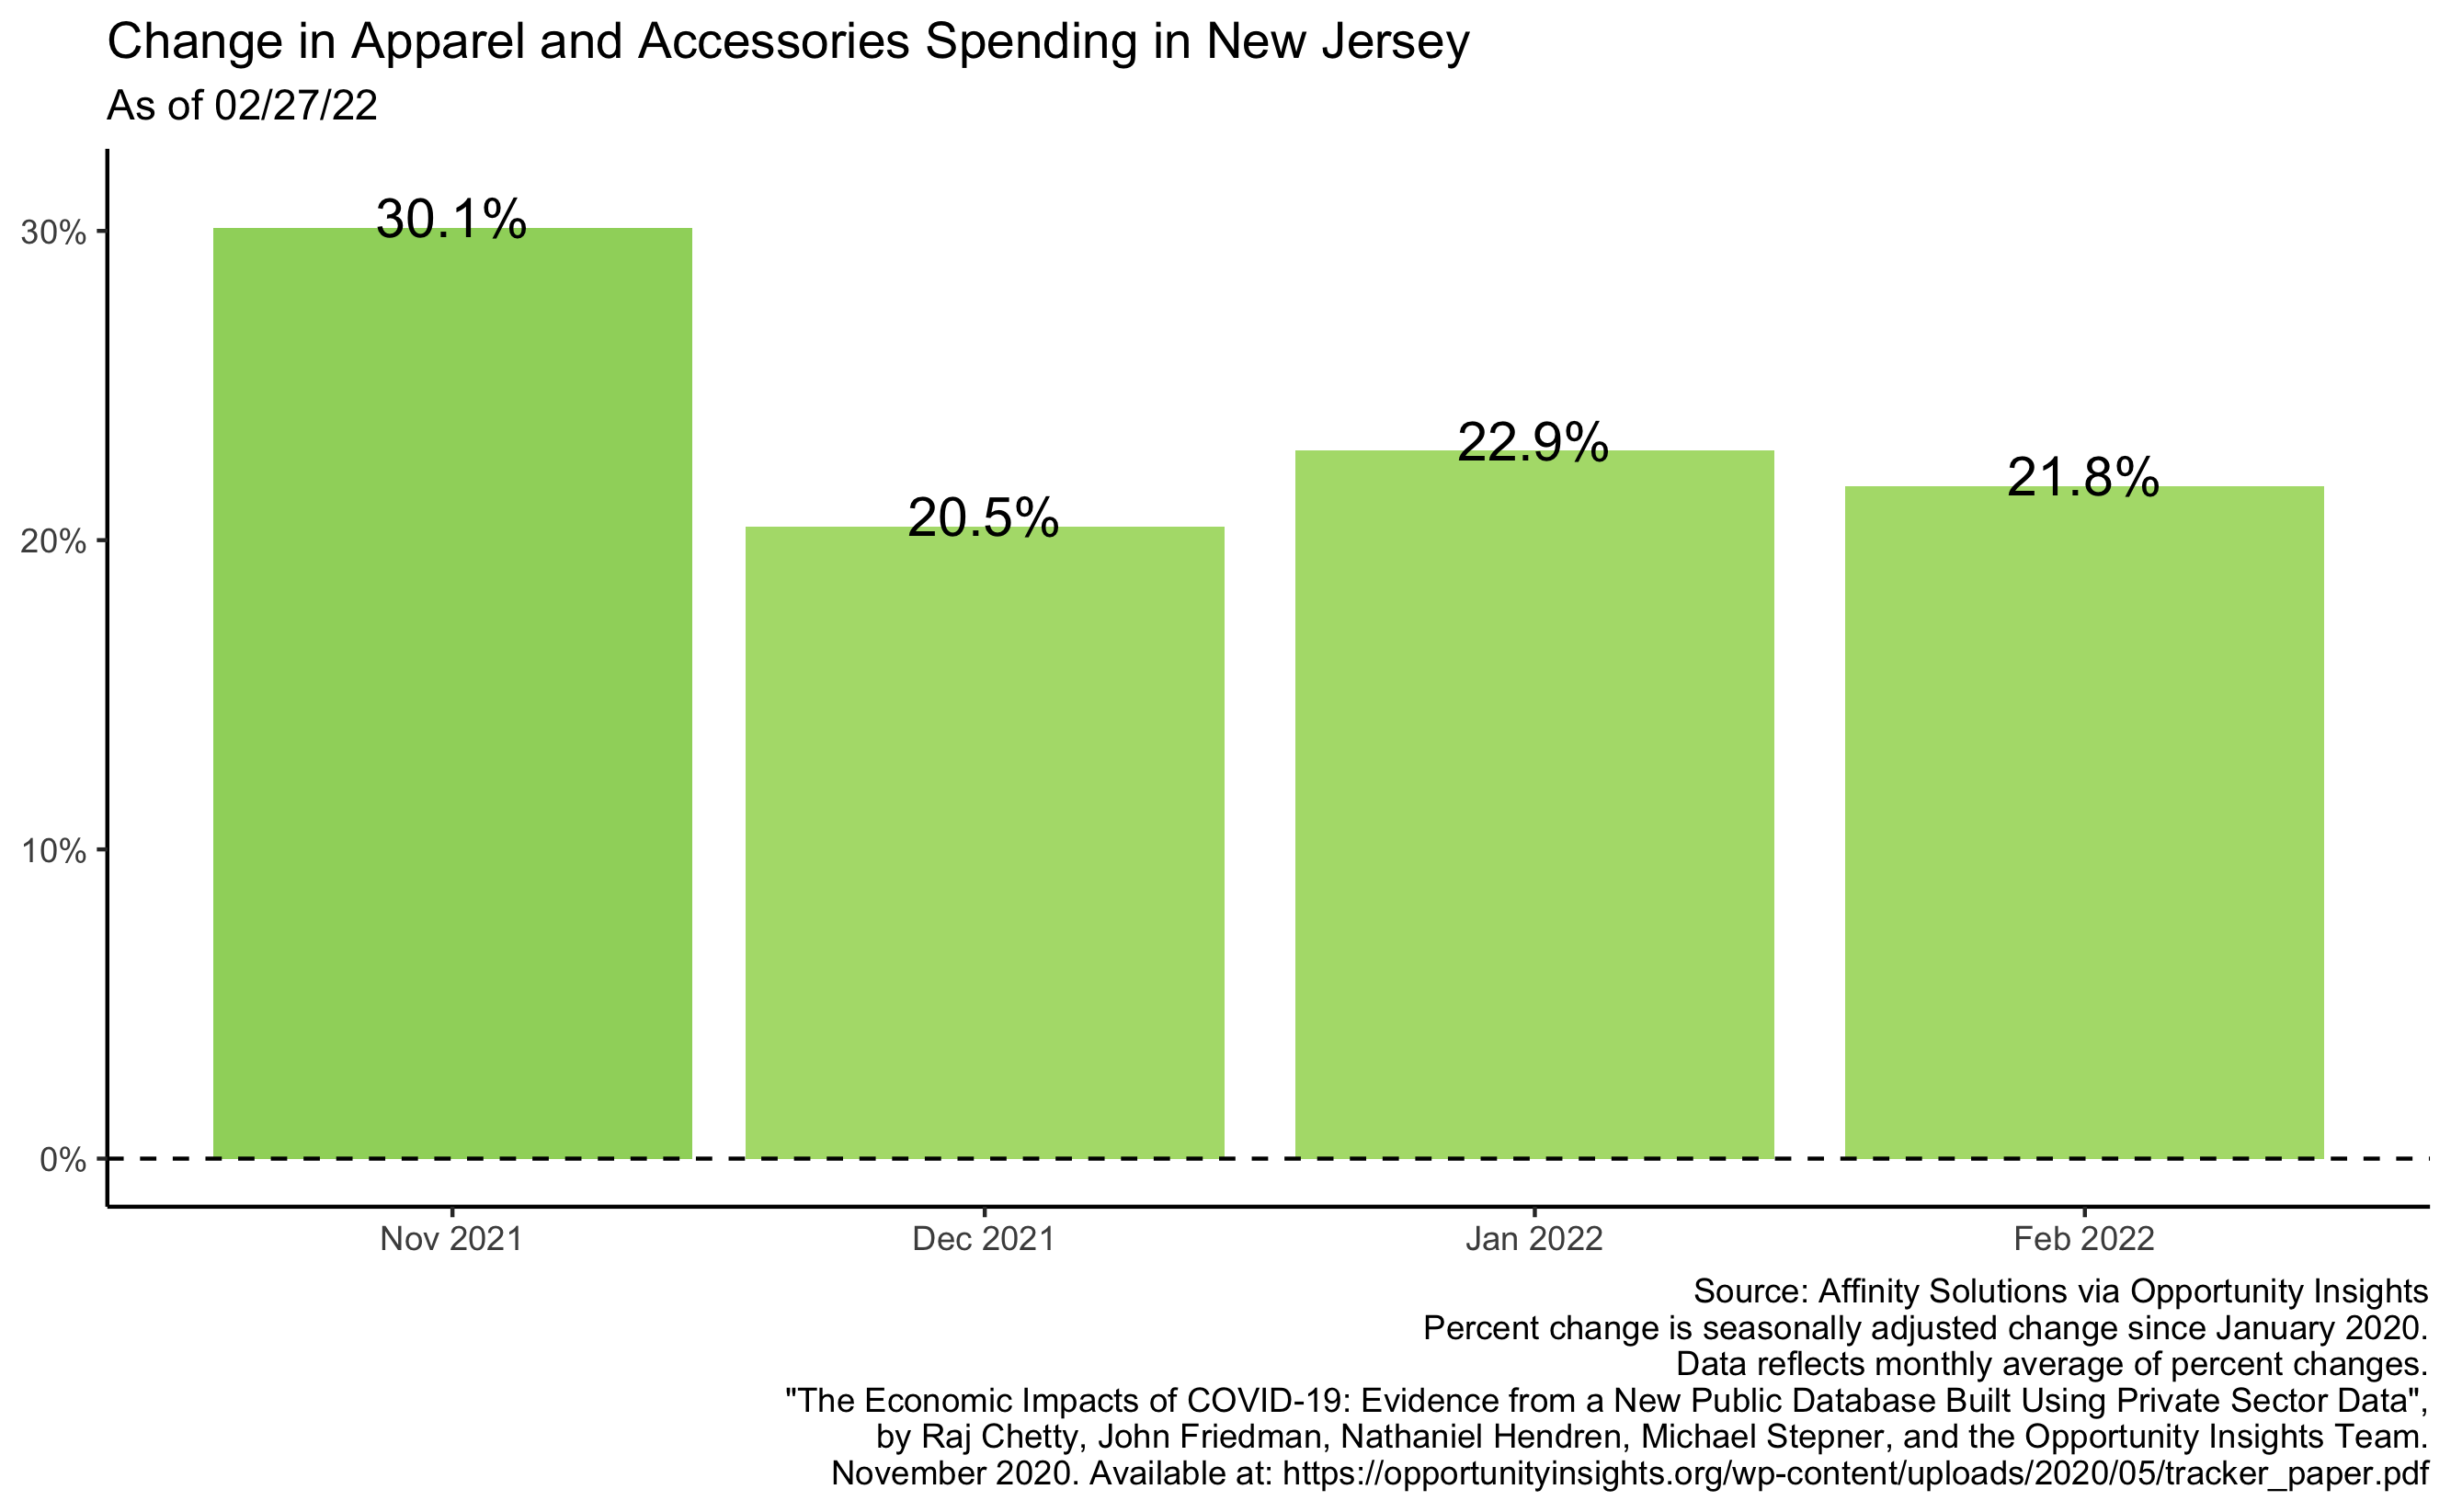 Change in Apparel and Accessories Spending in New Jersey
As of 02/27/22
30%
20%
10%
0%
30.1%
20.5%
22.9%
21.8%
Nov 2021
Dec 2021
Jan 2022
Feb 2022
Source: Affinity Solutions via Opportunity Insights
Percent change is seasonally adjusted change since January 2020.
Data reflects monthly average of percent changes.
"The Economic Impacts of COVID-19: Evidence from a New Public Database Built Using Private Sector Data",
by Raj Chetty, John Friedman, Nathaniel Hendren, Michael Stepner, and the Opportunity Insights Team.
November 2020. Available at: https://opportunityinsights.org/wp-content/uploads/2020/05/tracker_paper.pdf